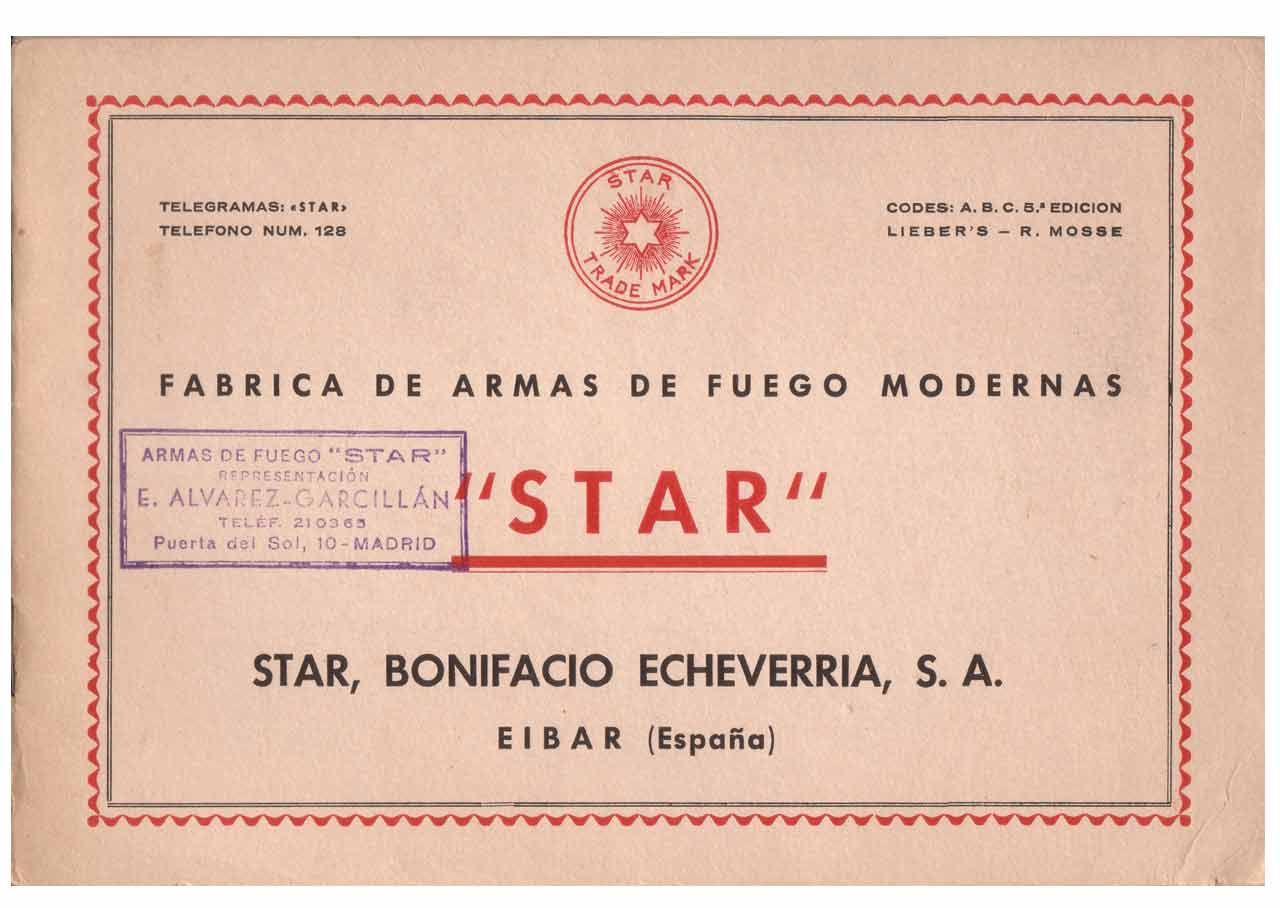 TELEGRAMAS: «STAR»
TELEFONO NUM. 128
STAR
TRADE MARK
CODES: A. B. C. 5.ª EDICION
LIEBER'S – R. MOSSE
FABRICA DE ARMAS DE FUEGO MODERNAS
ARMAS DE FUEGO "STAR"
REPRESENTACIÓN
E. ALVAREZ-GARCILLÁN
TELÉF. 210365
Puerta del Sol, 10-MADRID
"STAR"
STAR, BONIFACIO ECHEVERRIA, S. A.
EIBAR (España)